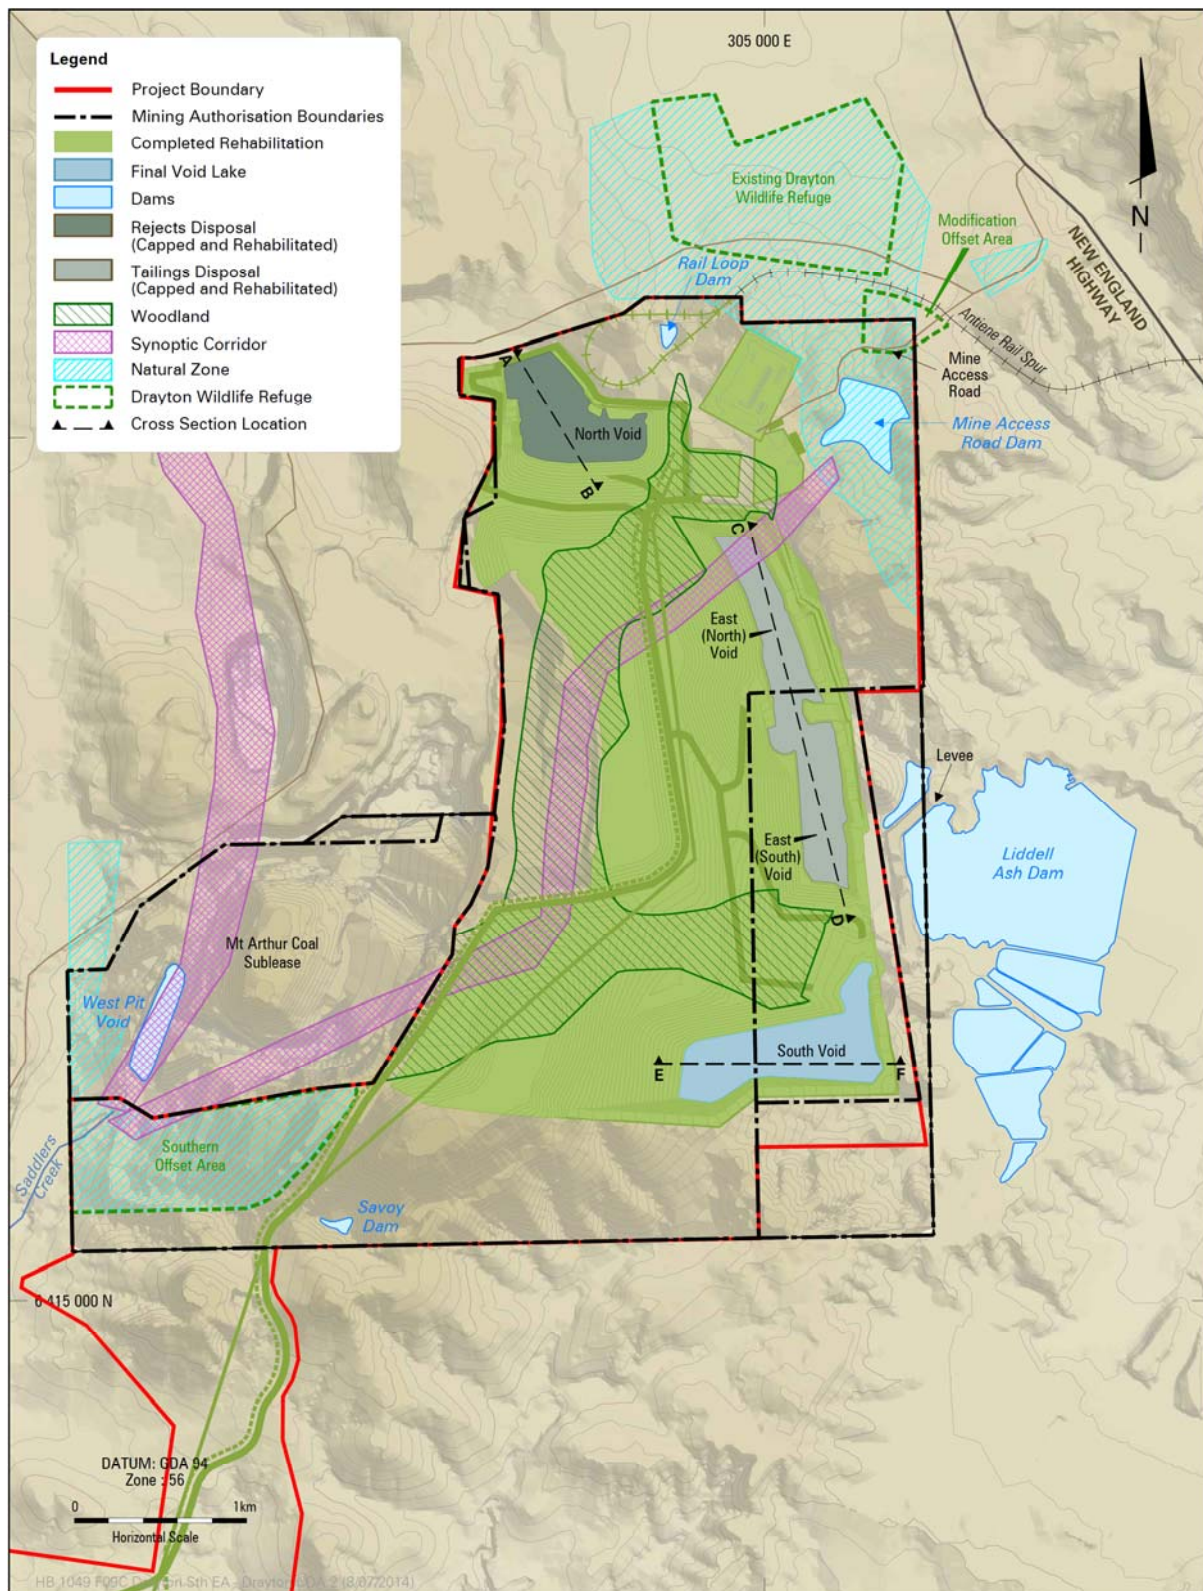 305 000 E
Legend
Project Boundary
Mining Authorisation Boundaries
Completed Rehabilitation
Final Void Lake
Dams
Rejects Disposal
(Capped and Rehabilitated)
Tailings Disposal
(Capped and Rehabilitated)
Woodland
Synoptic Corridor
Natural Zone
Drayton Wildlife Refuge
Cross Section Location
Existing Drayton
Wildlife Refuge
Modification
Offset Area
N
NEW ENGLAND
HIGHWAY
Rail Loop
Dam
Antiene Rail Spur
Mine
Access
Road
A
Mine Access
Road Dam
North Void
B
C
East
(North)
Void
Levee
East
(South)
Void
Liddell
Ash Dam
D
Mt Arthur Coal
Sublease
West Pit
Void
South Void
E
F
Southern
Offset Area
Saddlers
Creek
Savoy
Dam
6 415 000 N
DATUM: GDA 94
Zone : 56
0
1km
Horizontal Scale